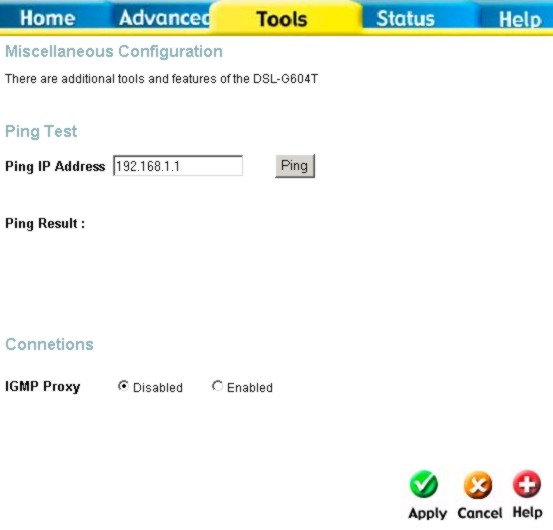 Home Advanced Tools Status Help
Miscellaneous Configuration
There are additional tools and features of the DSL-G604T
Ping Test
Ping IP Address 192.168.1.1 Ping
Ping Result :
Connetions
IGMP Proxy Disabled Enabled
Apply Cancel Help